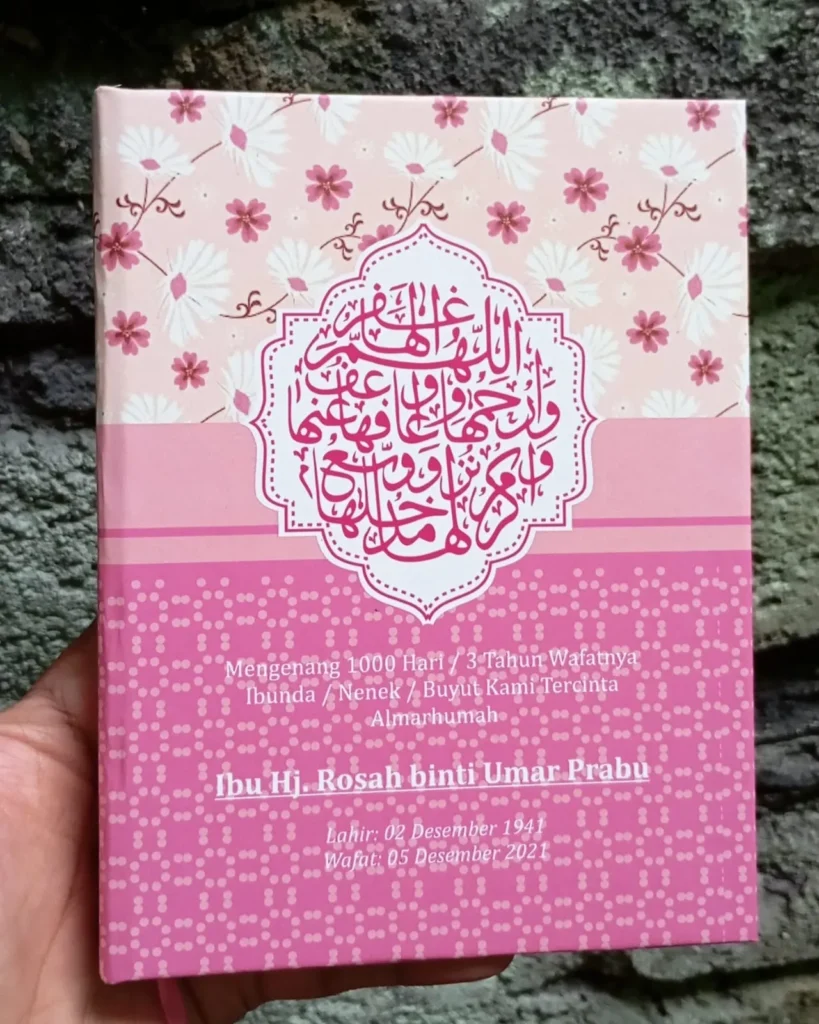 اللهم اغفر لها
وارحمها وعافها واعف عنها
وأكرم نزلها ووسع مدخلها
Mengenang 1000 Hari / 3 Tahun Wafatnya
Ibunda / Nenek / Buyut Kami Tercinta
Almarhumah
Ibu Hj. Rosah binti Umar Prabu
Lahir: 02 Desember 1941
Wafat: 05 Desember 2021